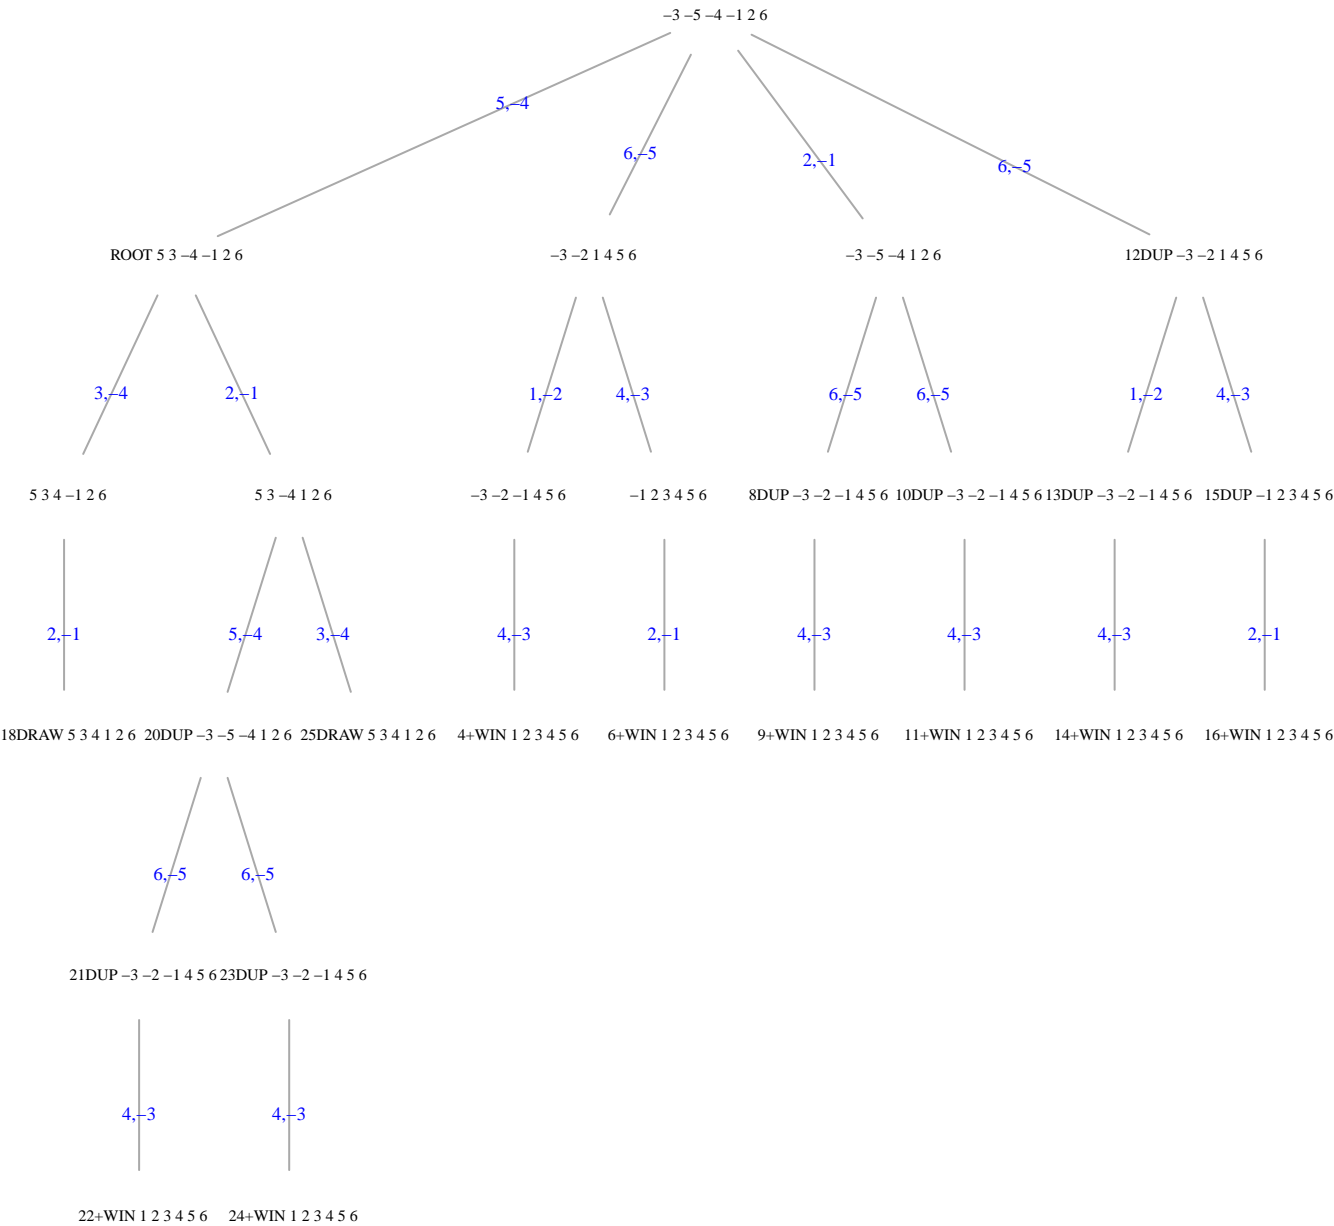 −3 −5 −4 −1 2 6
5,−4
6,−5
2,−1
6,−5
ROOT 5 3 −4 −1 2 6
−3 −2 1 4 5 6
−3 −5 −4 1 2 6
12DUP −3 −2 1 4 5 6
3,−4
2,−1
1,−2
4,−3
6,−5
6,−5
1,−2
4,−3
5 3 4 −1 2 6
5 3 −4 1 2 6
−3 −2 −1 4 5 6
−1 2 3 4 5 6
8DUP −3 −2 −1 4 5 6
10DUP −3 −2 −1 4 5 6
13DUP −3 −2 −1 4 5 6
15DUP −1 2 3 4 5 6
2,−1
5,−4
3,−4
4,−3
2,−1
4,−3
4,−3
4,−3
2,−1
18DRAW 5 3 4 1 2 6
20DUP −3 −5 −4 1 2 6
25DRAW 5 3 4 1 2 6
4+WIN 1 2 3 4 5 6
6+WIN 1 2 3 4 5 6
9+WIN 1 2 3 4 5 6
11+WIN 1 2 3 4 5 6
14+WIN 1 2 3 4 5 6
16+WIN 1 2 3 4 5 6
6,−5
6,−5
21DUP −3 −2 −1 4 5 6
23DUP −3 −2 −1 4 5 6
4,−3
4,−3
22+WIN 1 2 3 4 5 6
24+WIN 1 2 3 4 5 6